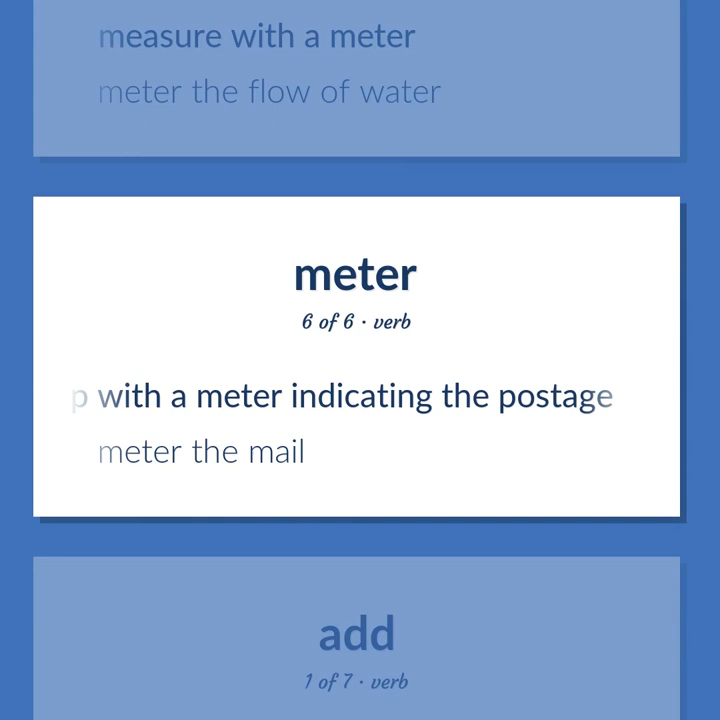 measure with a meter
meter the flow of water
meter
6 of 6 · verb
p with a meter indicating the postage
meter the mail
add
1 of 7 · verb